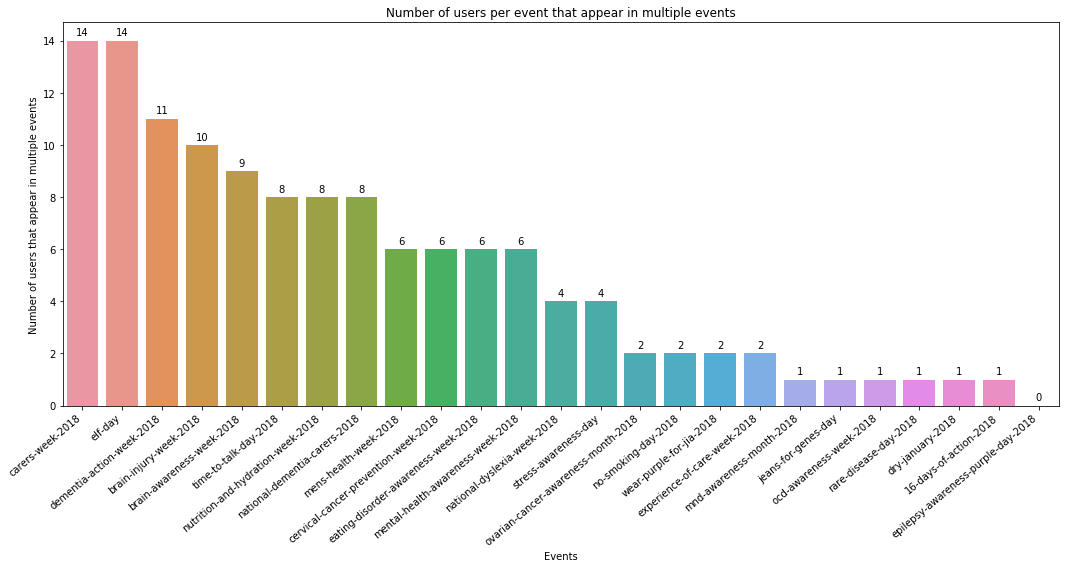 Number of users per event that appear in multiple events
Number of users that appear in multiple events
14
12
10
8
6
4
2
0
14
14
11
10
9
8
8
8
6
6
6
6
4
4
2
2
2
2
1
1
1
1
1
1
0
carers-week-2018
elf-day
dementia-action-week-2018
brain-injury-week-2018
brain-awareness-week-2018
time-to-talk-day-2018
nutrition-and-hydration-week-2018
national-dementia-carers-2018
mens-health-week-2018
cervical-cancer-prevention-week-2018
eating-disorder-awareness-week-2018
mental-health-awareness-week-2018
national-dyslexia-week-2018
stress-awareness-day
ovarian-cancer-awareness-month-2018
no-smoking-day-2018
wear-purple-for-jia-2018
experience-of-care-week-2018
mnd-awareness-month-2018
jeans-for-genes-day
ocd-awareness-week-2018
rare-disease-day-2018
dry-january-2018
16-days-of-action-2018
epilepsy-awareness-purple-day-2018
Events